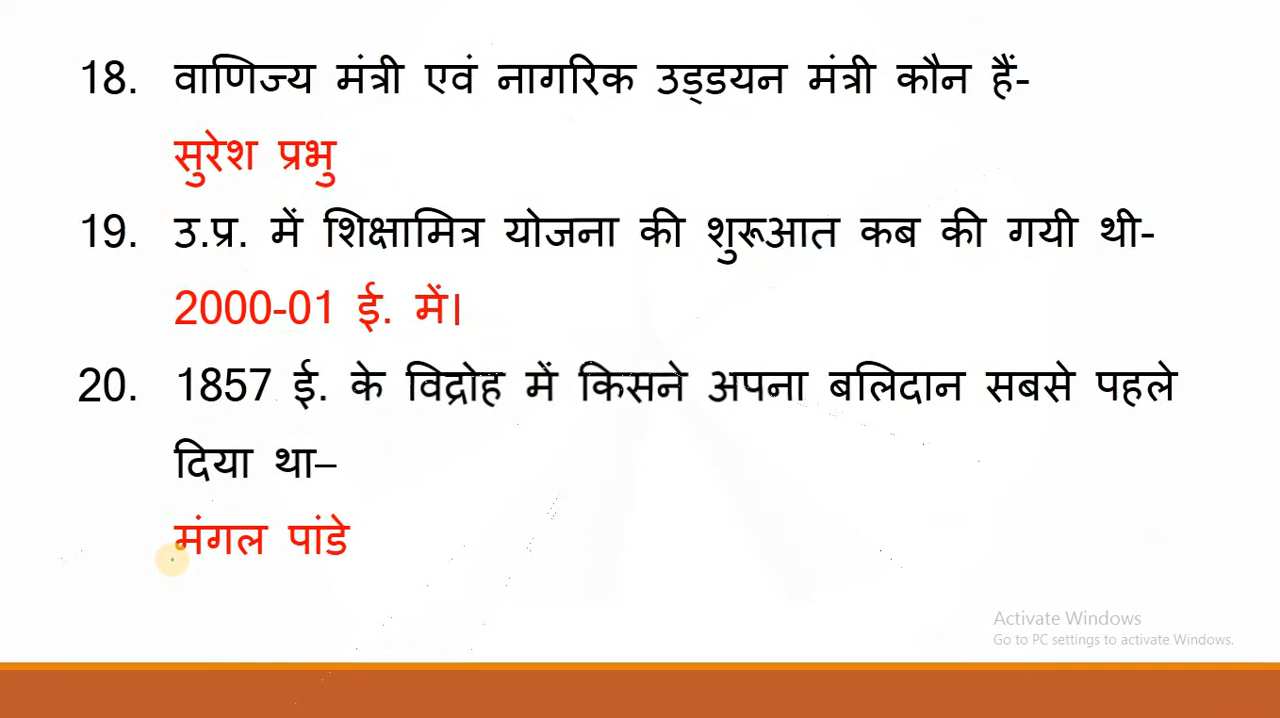 18. वाणिज्य मंत्री एवं नागरिक उड्डयन मंत्री कौन हैं-
सुरेश प्रभु
19. उ.प्र. में शिक्षामित्र योजना की शुरूआत कब की गयी थी-
2000-01 ई. में।
20. 1857 ई. के विद्रोह में किसने अपना बलिदान सबसे पहले
दिया था–
मंगल पांडे
Activate Windows
Go to PC settings to activate Windows.